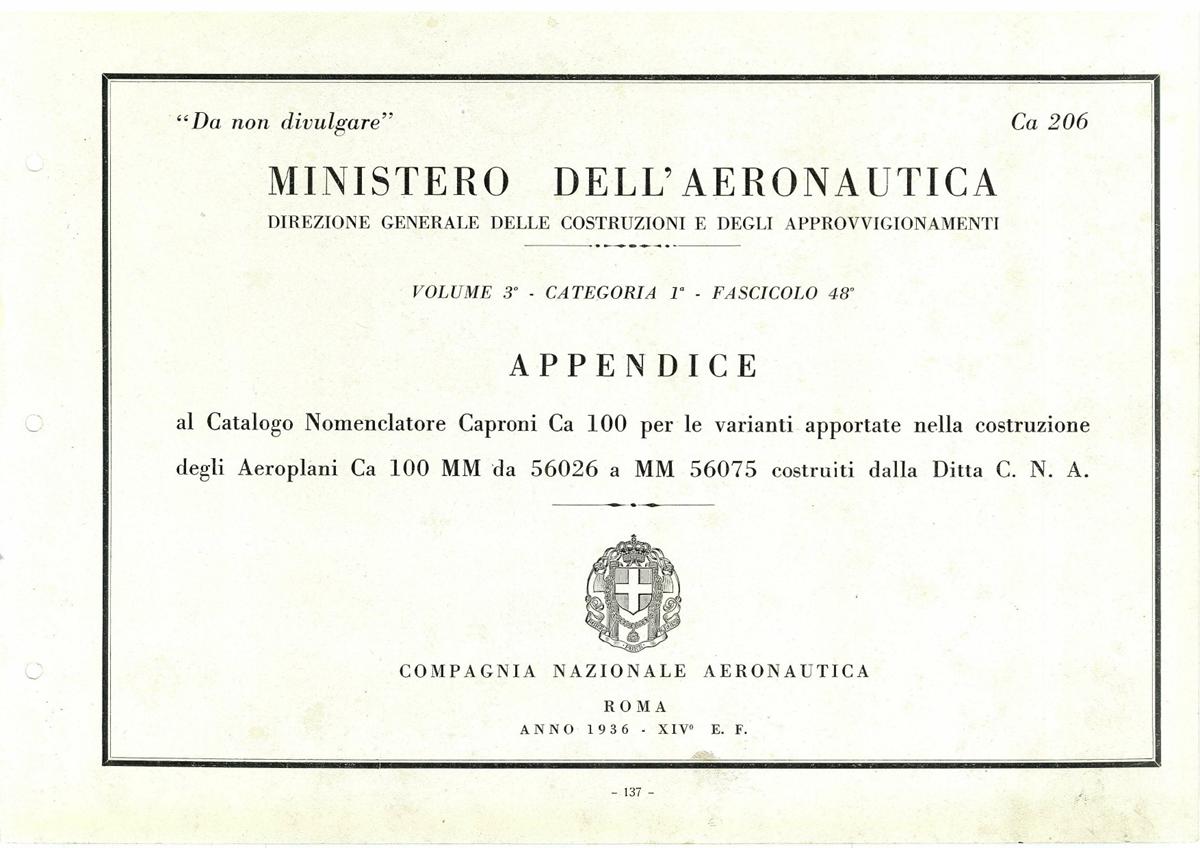 “Da non divulgare” Ca 206
MINISTERO DELL’AERONAUTICA
DIREZIONE GENERALE DELLE COSTRUZIONI E DEGLI APPROVVIGIONAMENTI
VOLUME 3° - CATEGORIA 1ª - FASCICOLO 48°
APPENDICE
al Catalogo Nomenclatore Caproni Ca 100 per le varianti apportate nella costruzione
degli Aeroplani Ca 100 MM da 56026 a MM 56075 costruiti dalla Ditta C. N. A.
COMPAGNIA NAZIONALE AERONAUTICA
ROMA
ANNO 1936 - XIVº E. F.
- 137 -